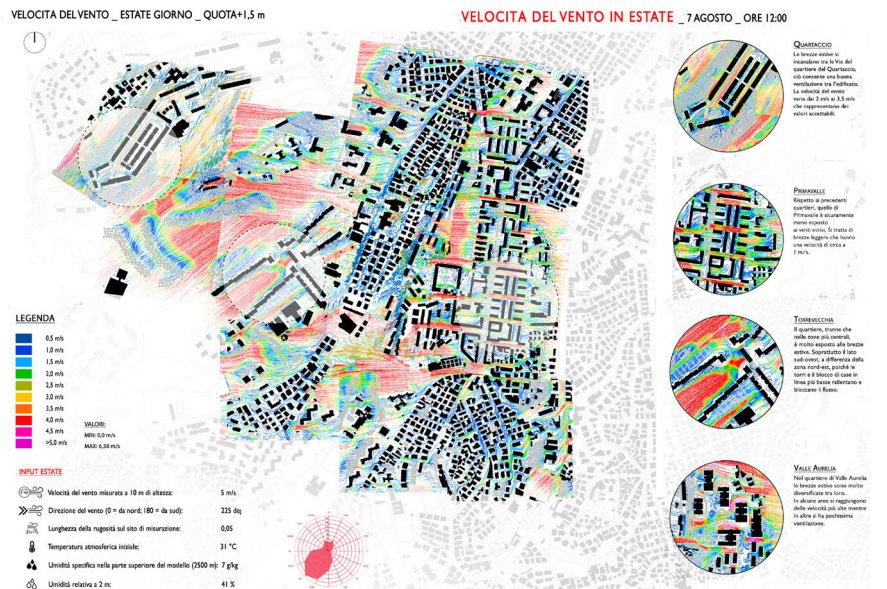 VELOCITÀ DEL VENTO _ ESTATE GIORNO _ QUOTA+1,5 m
VELOCITÀ DEL VENTO IN ESTATE _ 7 AGOSTO _ ORE 12:00
QUARTACCIO
Le brezze estive si
incanalano tra le Vie del
quartiere del Quartaccio,
ciò consente una buona
ventilazione tra l'edificato.
La velocità del vento
varia dai 2 m/s ai 3,5 m/s
che rappresentano dei
valori accettabili.
PRIMAVALLE
Rispetto ai precedenti
quartieri, quello di
Primavalle è sicuramente
meno esposto
ai venti estivi. Si tratta di
brezze leggere che hanno
una velocità di circa a
1 m/s.
TORREVECCHIA
Il quartiere, tranne che
nelle zone più centrali,
è molto esposto alle brezze
estive. Soprattutto il lato
sud-ovest, a differenza della
zona nord-est, poiché le
torri e il blocco di case in
linea più basse rallentano e
bloccano il flusso.
VALLE AURELIA
Nel quartiere di Valle Aurelia
le brezze estive sono molto
diversificate tra loro.
In alcune aree si raggiungono
delle velocità più alte mentre
in altre si ha pochissima
ventilazione.
LEGENDA
0,5 m/s
1,0 m/s
1,5 m/s
2,0 m/s
2,5 m/s
3,0 m/s
3,5 m/s
4,0 m/s
4,5 m/s
>5,0 m/s
VALORI:
MIN: 0,0 m/s
MAX: 6,38 m/s
INPUT ESTATE
Velocità del vento misurata a 10 m di altezza: 5 m/s
Direzione del vento (0 = da nord; 180 = da sud): 225 deg
Lunghezza della rugosità sul sito di misurazione: 0,05
Temperatura atmosferica iniziale: 31 °C
Umidità specifica nella parte superiore del modello (2500 m): 7 g/kg
Umidità relativa a 2 m: 41 %